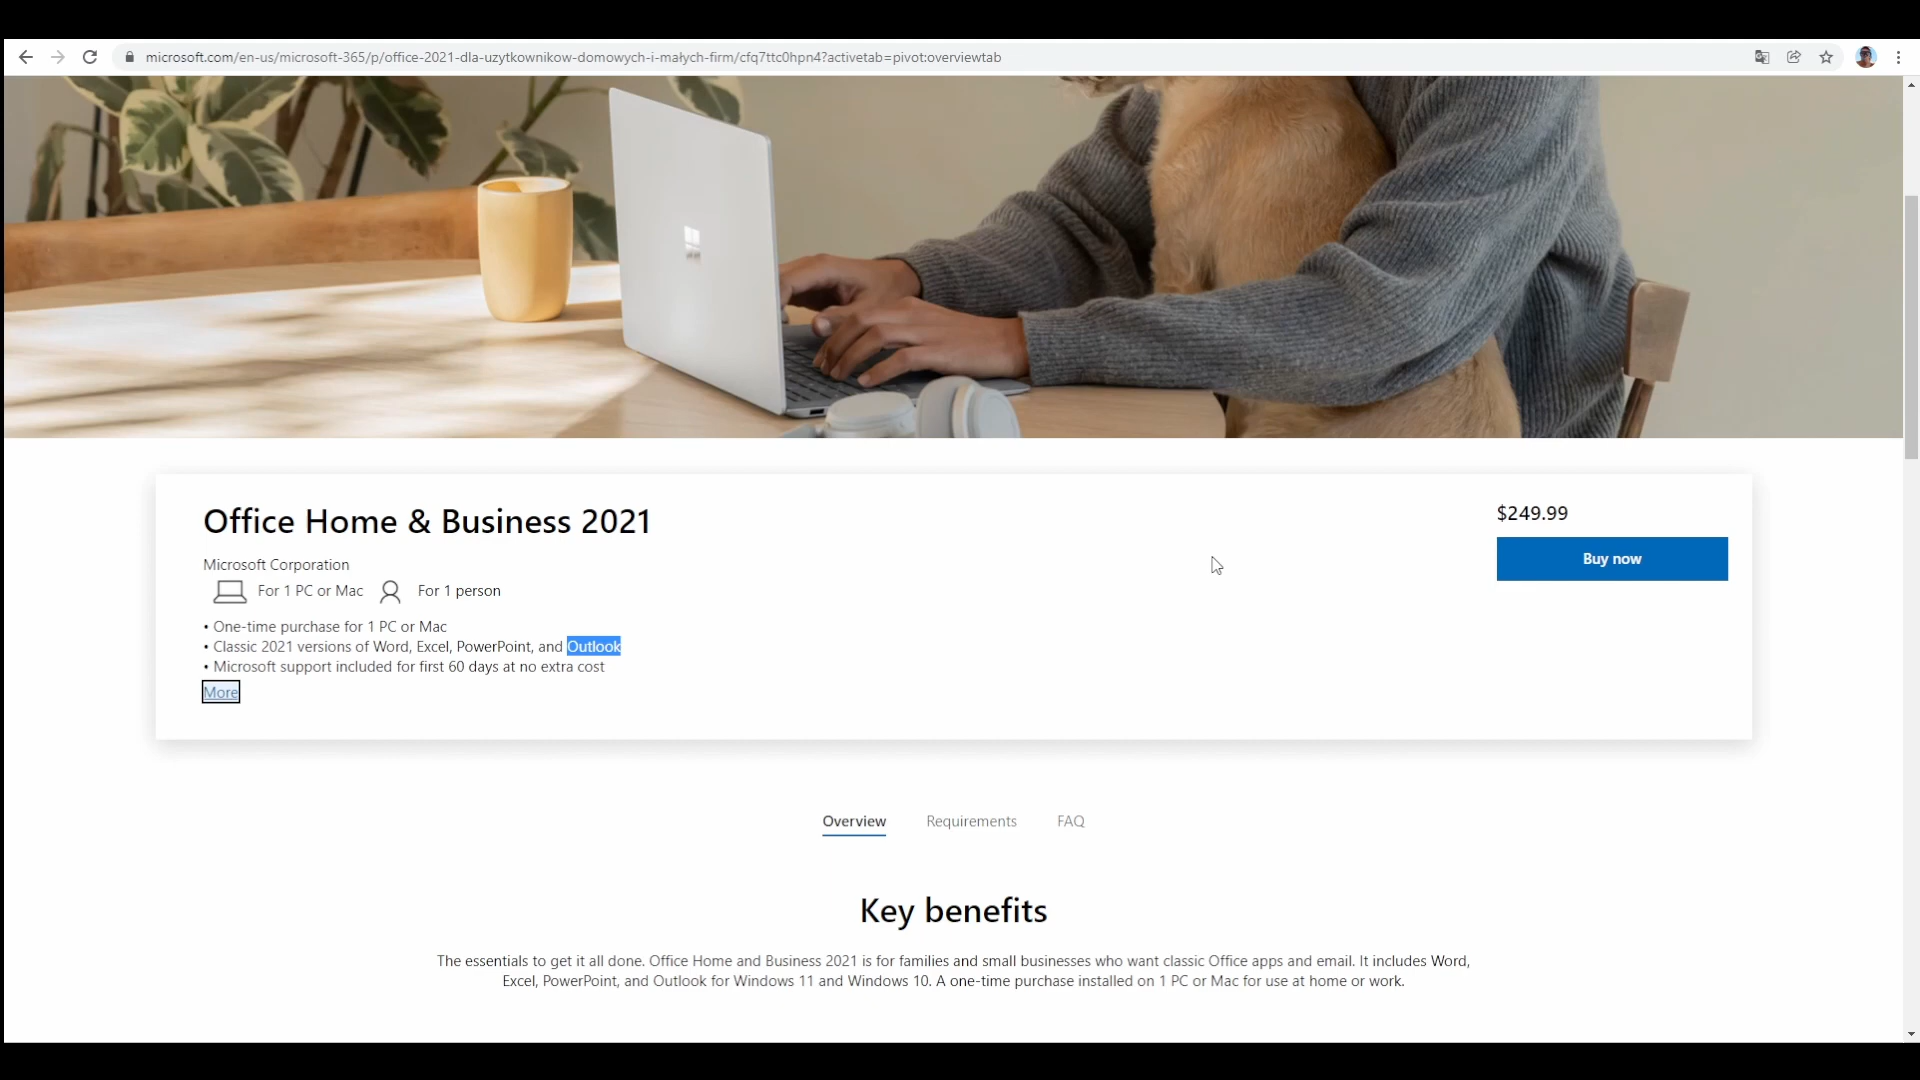 microsoft.com/en-us/microsoft-365/p/office-2021-dla-uzytkownikow-domowych-i-małych-firm/cfq7ttc0hpn4?activetab=pivot:overviewtab
Office Home & Business 2021
$249.99
Buy now
Microsoft Corporation
For 1 PC or Mac For 1 person
• One-time purchase for 1 PC or Mac
• Classic 2021 versions of Word, Excel, PowerPoint, and Outlook
• Microsoft support included for first 60 days at no extra cost
More
Overview Requirements FAQ
Key benefits
The essentials to get it all done. Office Home and Business 2021 is for families and small businesses who want classic Office apps and email. It includes Word,
Excel, PowerPoint, and Outlook for Windows 11 and Windows 10. A one-time purchase installed on 1 PC or Mac for use at home or work.